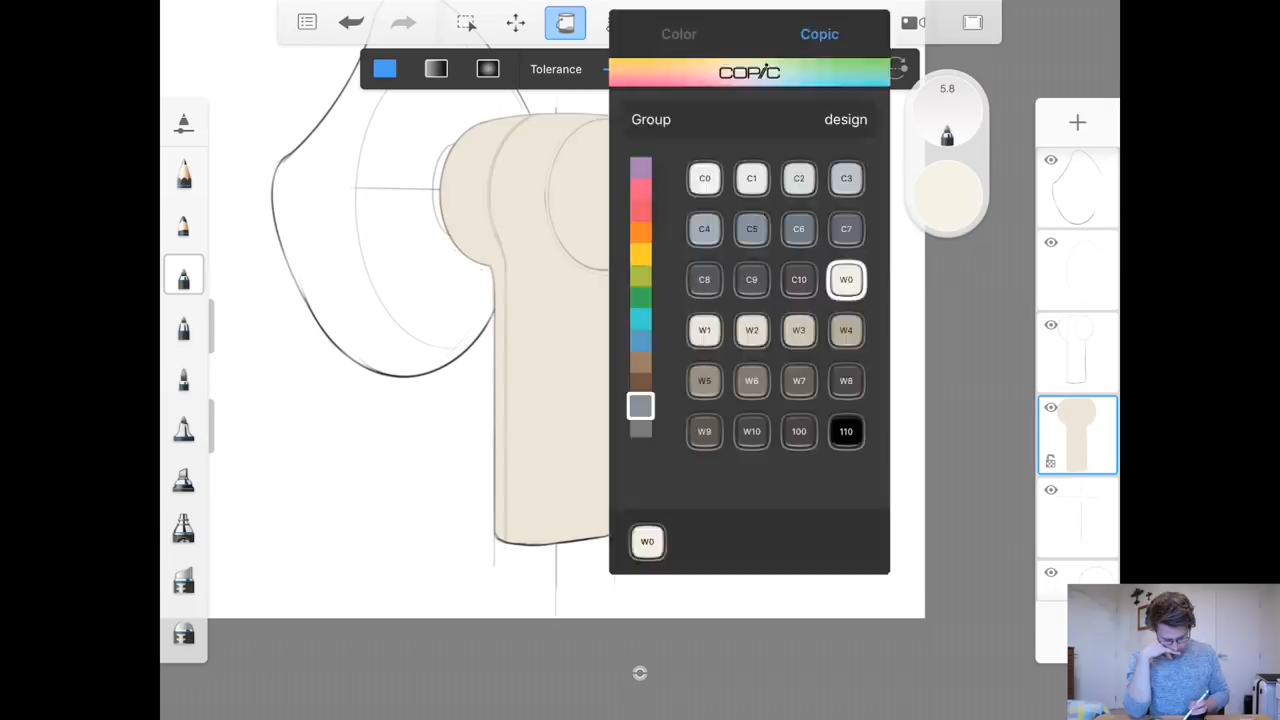 Color Copic
5.8
Tolerance
COPIC
Group design
C0 C1 C2 C3
C4 C5 C6 C7
C8 C9 C10 W0
W1 W2 W3 W4
W5 W6 W7 W8
W9 W10 100 110
W0